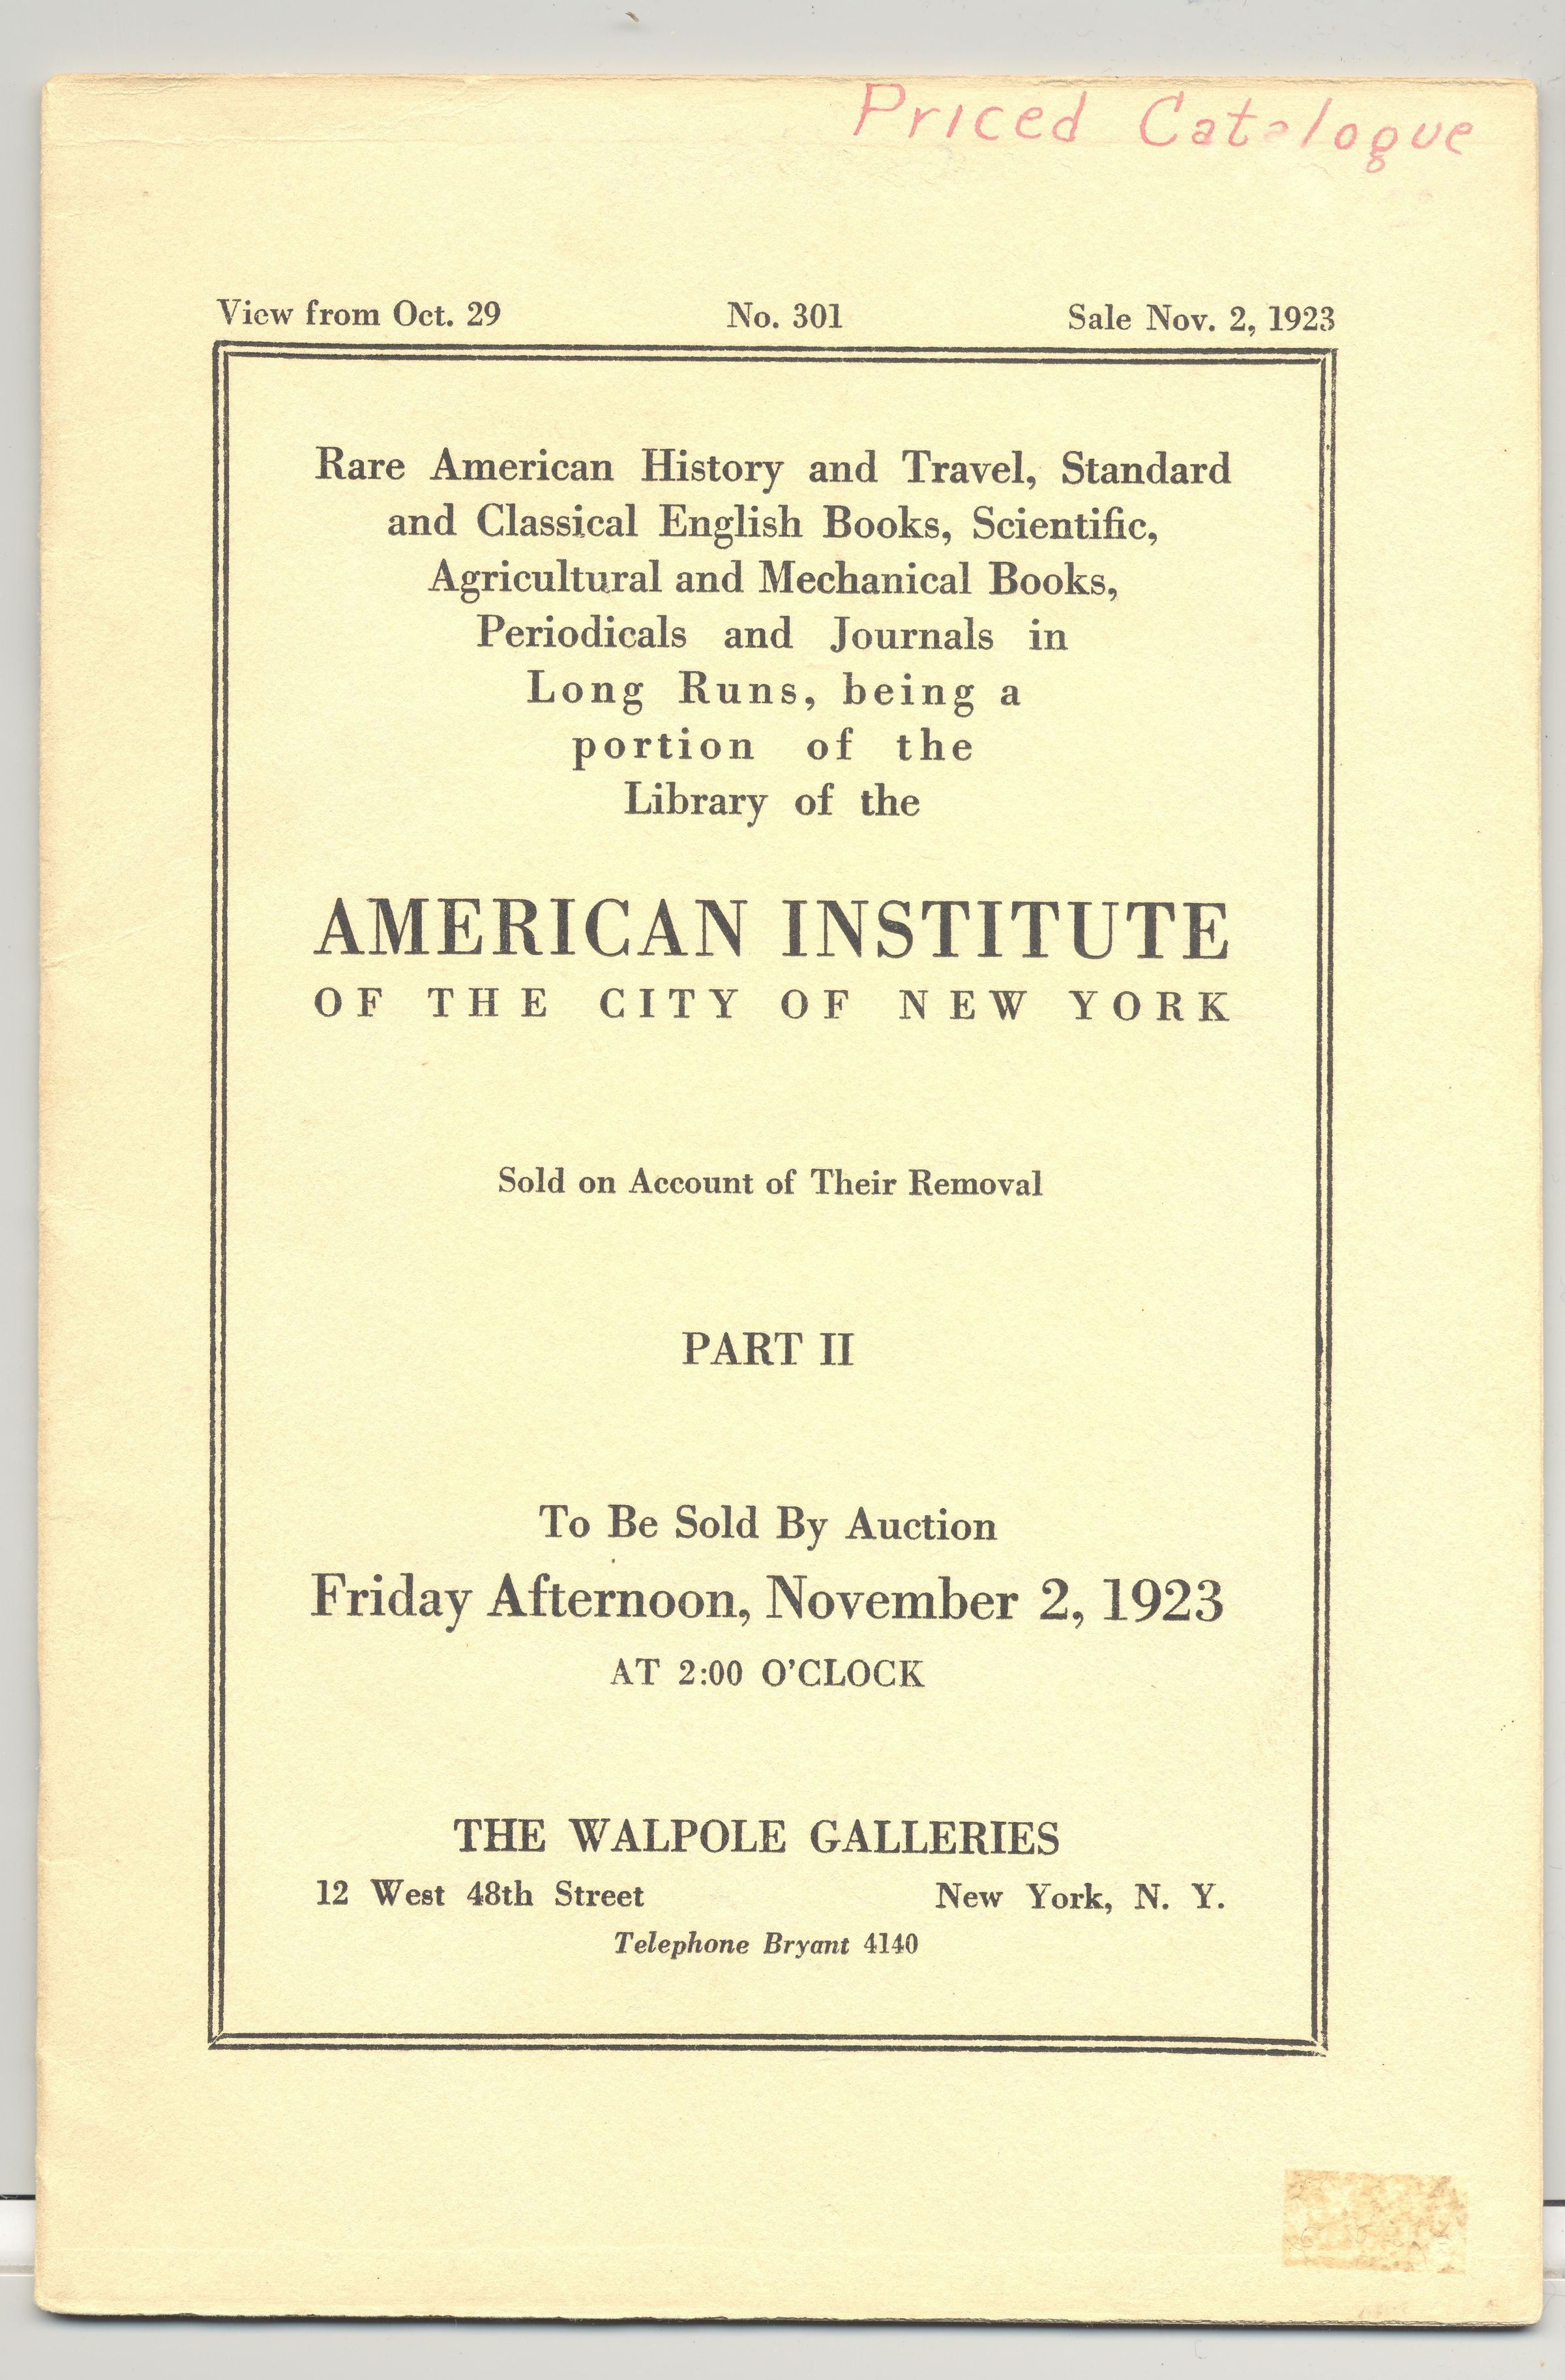 Priced Catalogue
View from Oct. 29 No. 301 Sale Nov. 2, 1923
Rare American History and Travel, Standard
and Classical English Books, Scientific,
Agricultural and Mechanical Books,
Periodicals and Journals in
Long Runs, being a
portion of the
Library of the
AMERICAN INSTITUTE
OF THE CITY OF NEW YORK
Sold on Account of Their Removal
PART II
To Be Sold By Auction
Friday Afternoon, November 2, 1923
AT 2:00 O'CLOCK
THE WALPOLE GALLERIES
12 West 48th Street New York, N. Y.
Telephone Bryant 4140